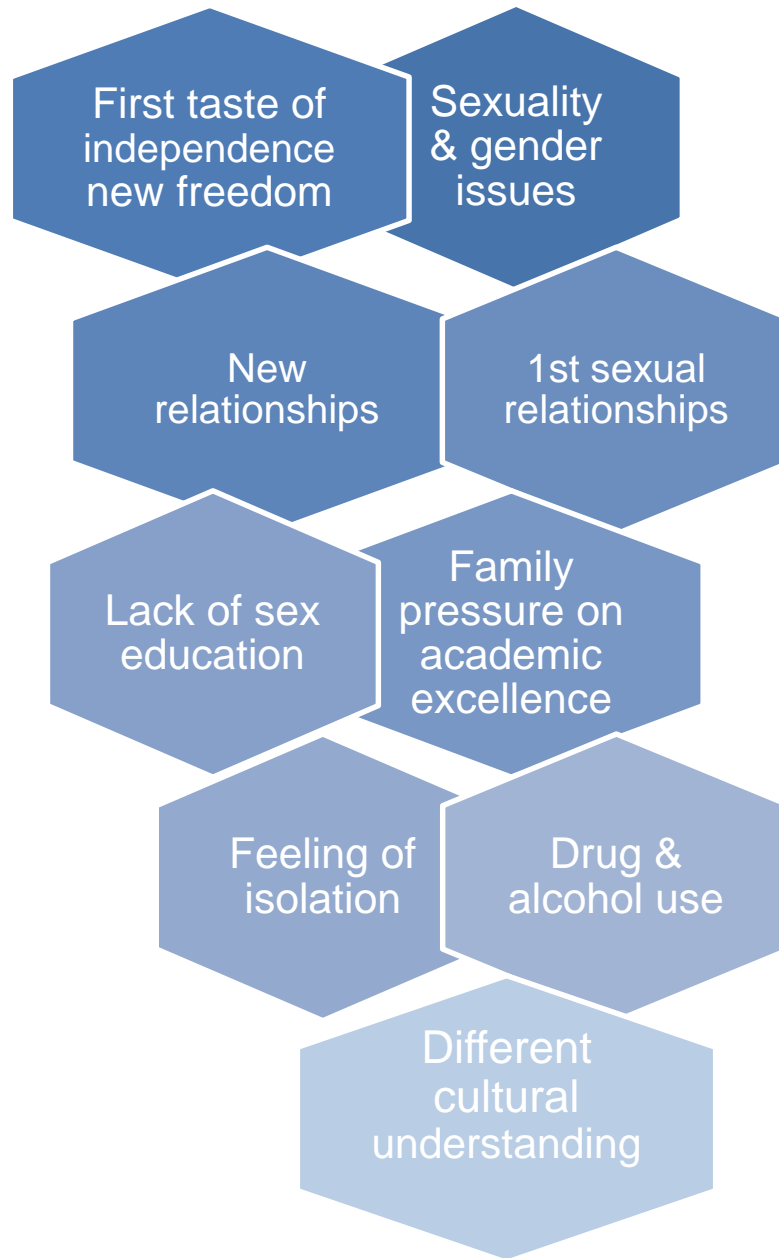 First taste of
independence
new freedom
Sexuality
& gender
issues
New
relationships
1st sexual
relationships
Lack of sex
education
Family
pressure on
academic
excellence
Feeling of
isolation
Drug &
alcohol use
Different
cultural
understanding